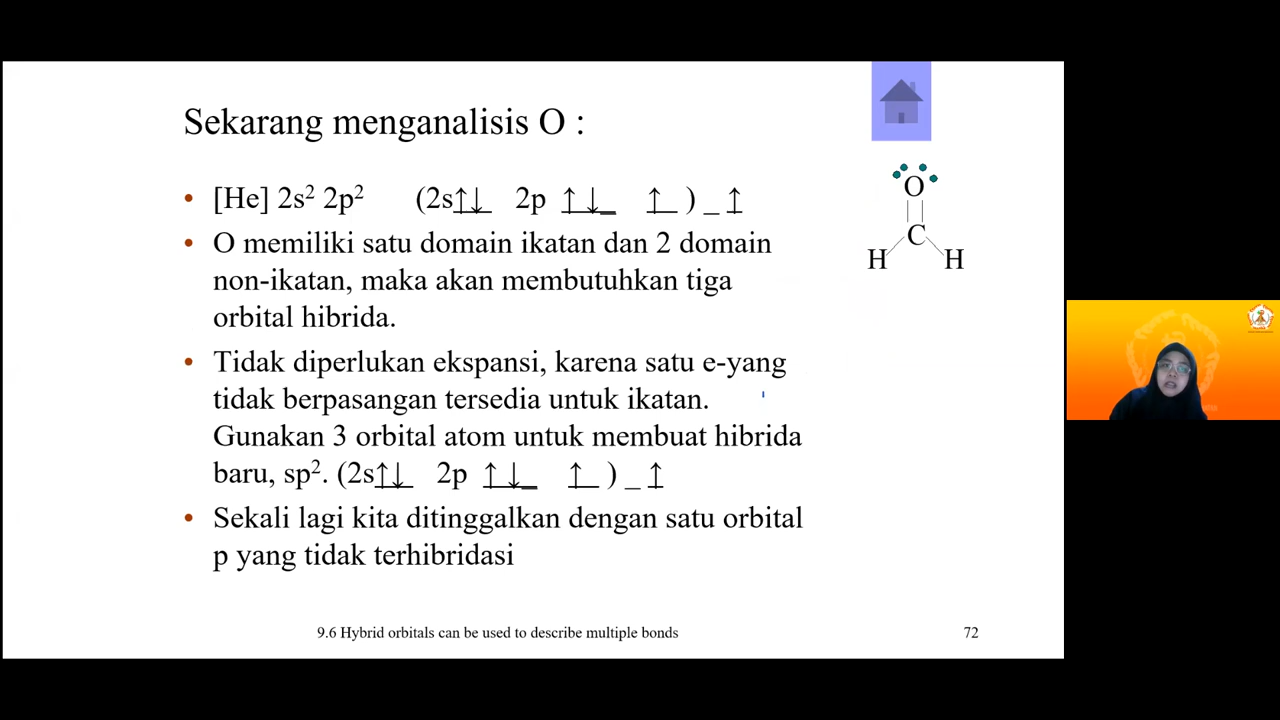 Sekarang menganalisis O :
• [He] 2s² 2p² (2s↑↓ 2p ↑↓_ ↑_ ) _ ↑
• O memiliki satu domain ikatan dan 2 domain
non-ikatan, maka akan membutuhkan tiga
orbital hibrida.
• Tidak diperlukan ekspansi, karena satu e-yang
tidak berpasangan tersedia untuk ikatan.
Gunakan 3 orbital atom untuk membuat hibrida
baru, sp². (2s↑↓ 2p ↑↓_ ↑_ ) _ ↑
• Sekali lagi kita ditinggalkan dengan satu orbital
p yang tidak terhibridasi
O
C
H H
9.6 Hybrid orbitals can be used to describe multiple bonds 72